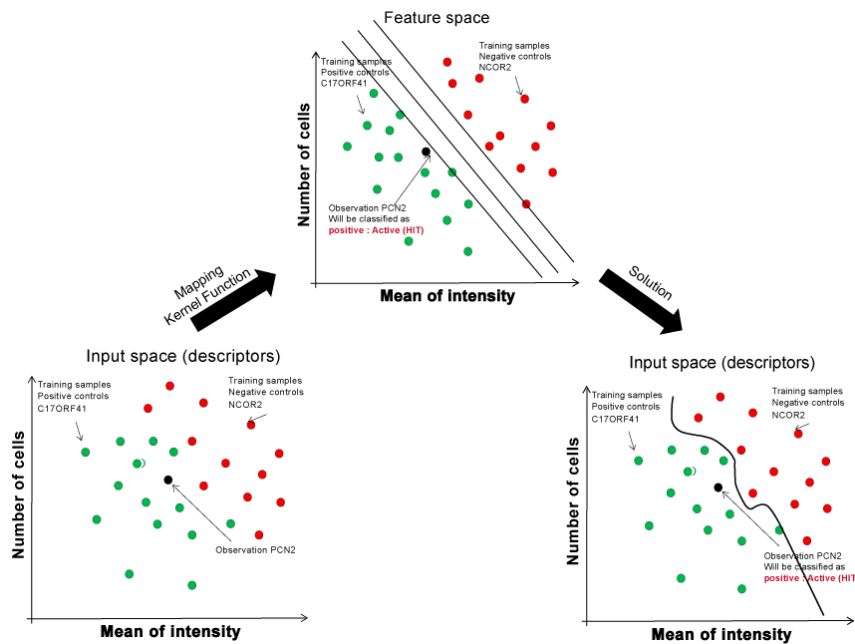 Feature space
Training samples
Positive controls
C17ORF41
Training samples
Negative controls
NCOR2
Number of cells
Observation PCN2
Will be classified as
positive : Active (HIT)
Mean of intensity
Mapping
Kernel Function
Solution
Input space (descriptors)
Training samples
Positive controls
C17ORF41
Training samples
Negative controls
NCOR2
Number of cells
Observation PCN2
Mean of intensity
Input space (descriptors)
Training samples
Positive controls
C17ORF41
Training samples
Negative controls
NCOR2
Number of cells
Observation PCN2
Will be classified as
positive : Active (HIT
Mean of intensity